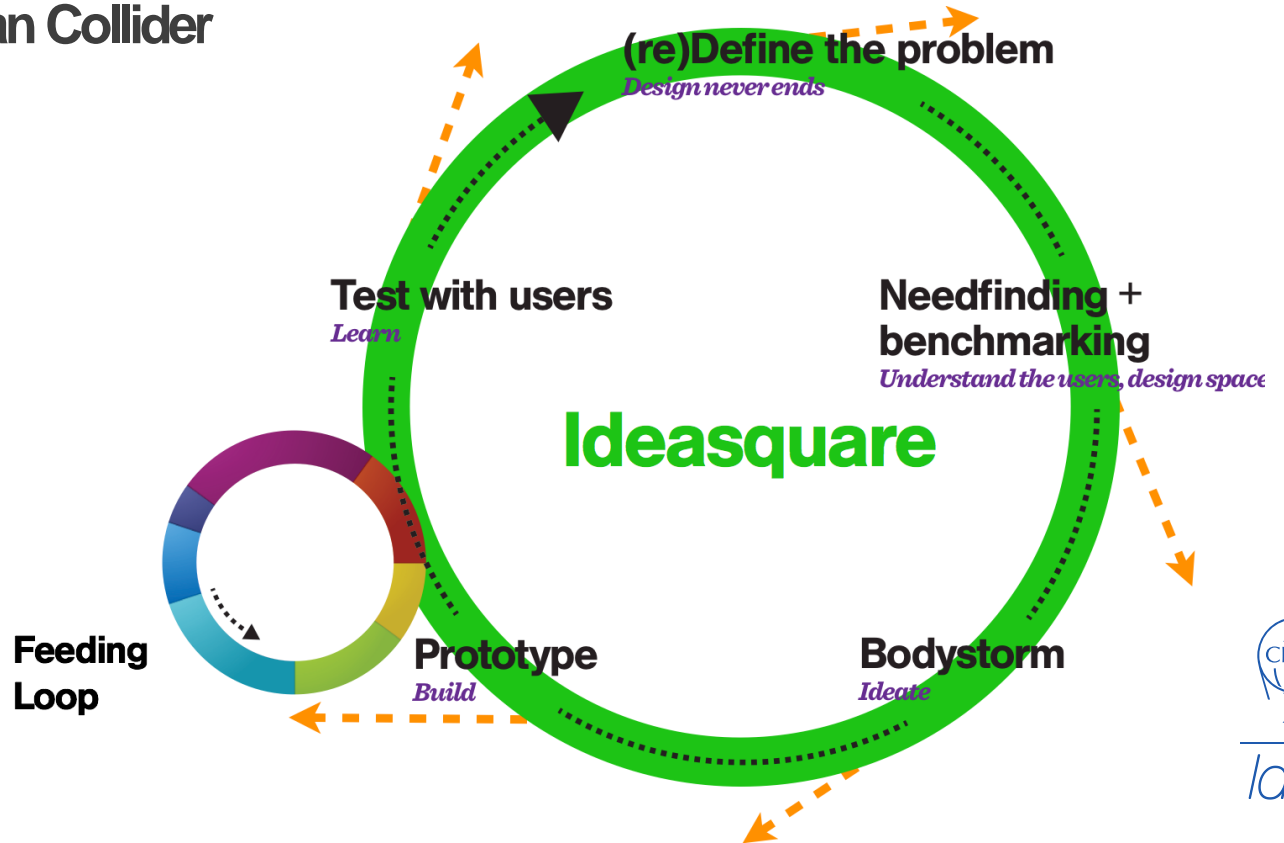 an Collider
(re)Define the problem
Design never ends
Test with users
Learn
Needfinding +
benchmarking
Understand the users, design space
Ideasquare
Feeding
Loop
Prototype
Build
Bodystorm
Ideate